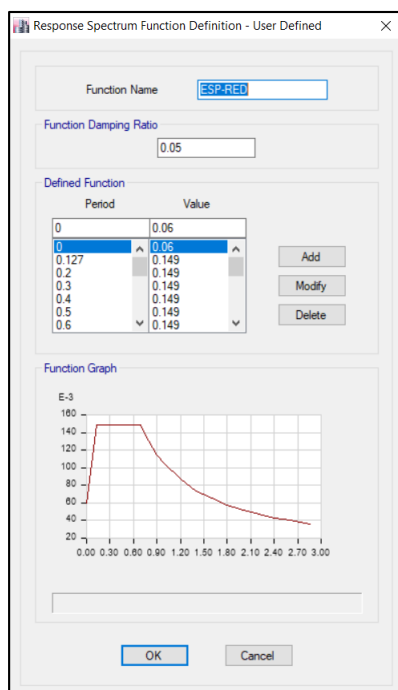 Response Spectrum Function Definition - User Defined
Function Name ESP-RED
Function Damping Ratio
0.05
Defined Function
Period Value
0 0.06
0 0.06
0.127 0.149
0.2 0.149
0.3 0.149
0.4 0.149
0.5 0.149
0.6 0.149
Add
Modify
Delete
Function Graph
E-3
160
140
120
100
80
60
40
20
0.00 0.30 0.60 0.90 1.20 1.50 1.80 2.10 2.40 2.70 3.00
OK Cancel